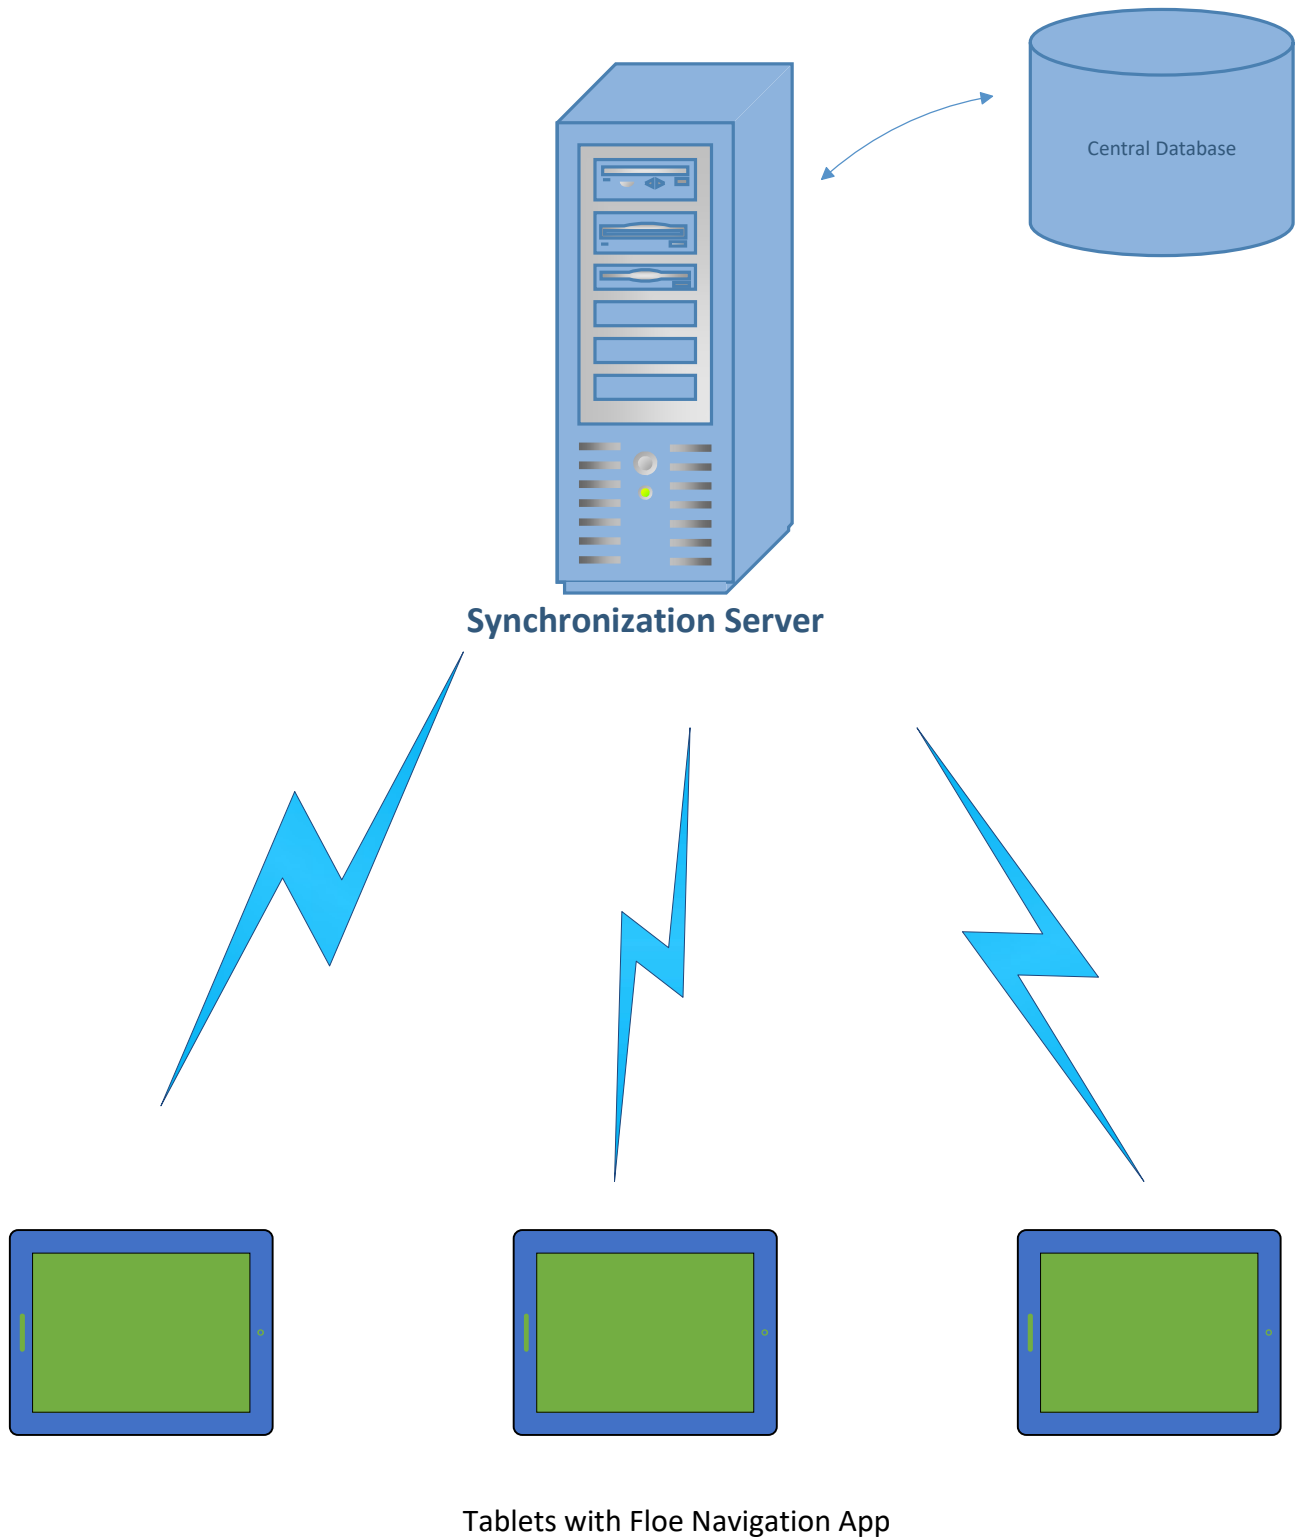 Central Database
Synchronization Server
Tablets with Floe Navigation App